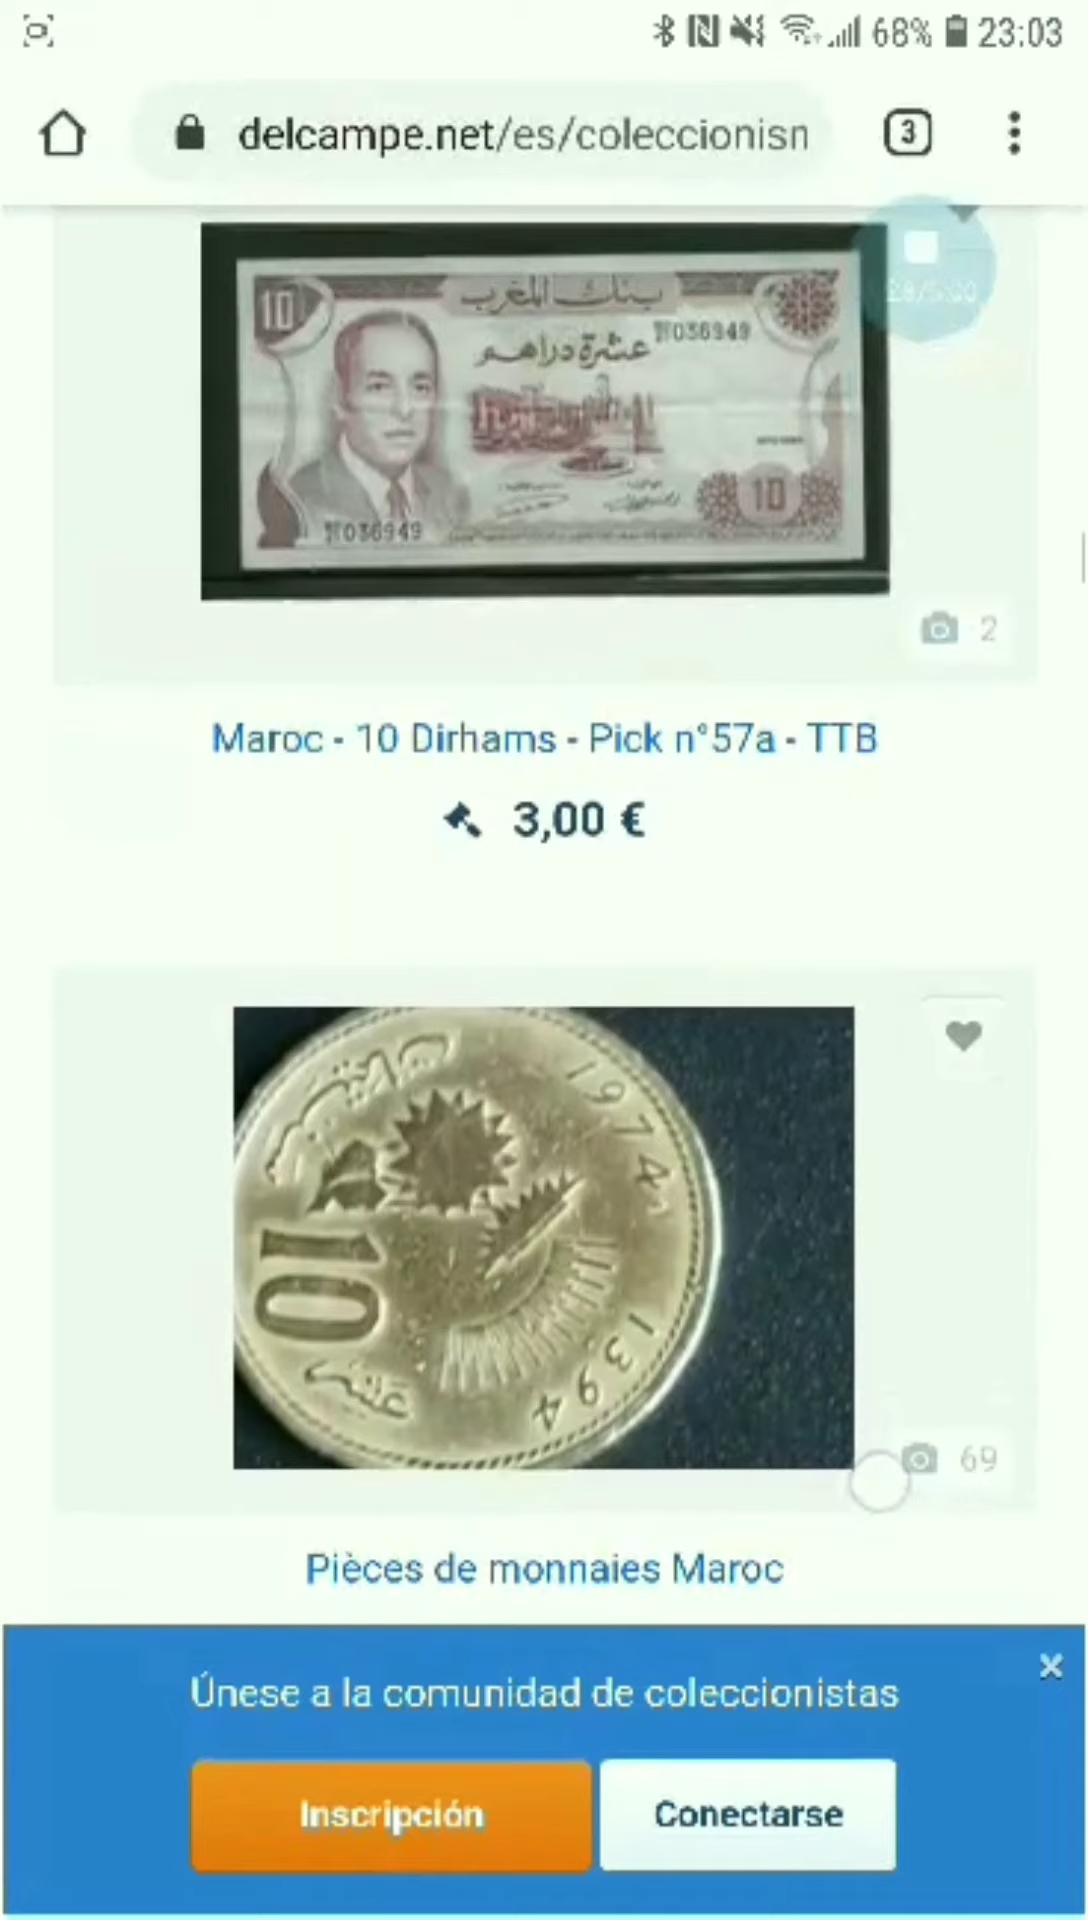 68% 23:03
delcampe.net/es/coleccionisn
3
10
بنك المغرب
عشرة دراهم
036949
10
036949
2
Maroc - 10 Dirhams - Pick n°57a - TTB
3,00 €
1974
10
عشر
1394
69
Pièces de monnaies Maroc
Únese a la comunidad de coleccionistas
Inscripción
Conectarse